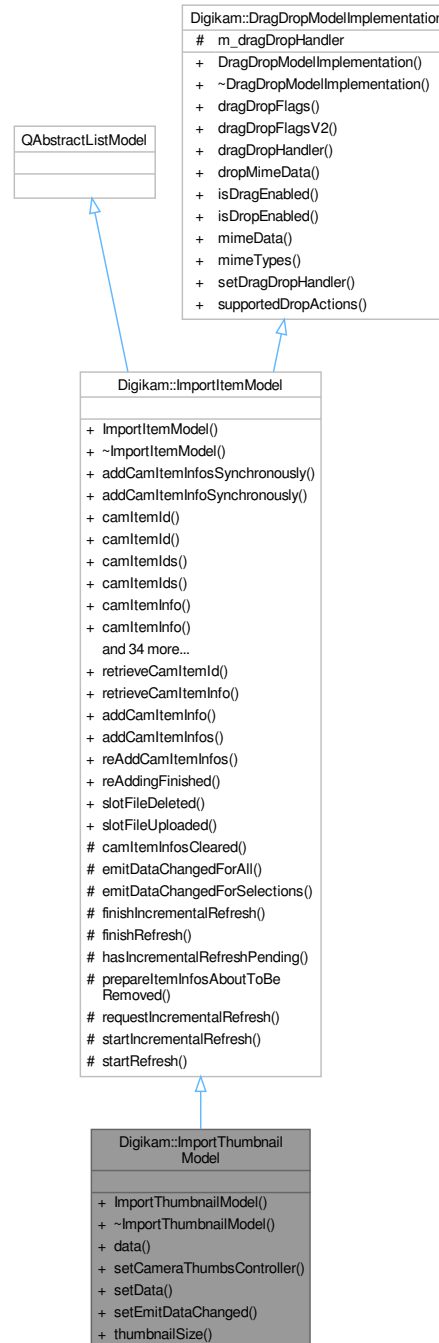 Digikam::DragDropModelImplementation
# m_dragDropHandler
+ DragDropModelImplementation()
+ ~DragDropModelImplementation()
+ dragDropFlags()
+ dragDropFlagsV2()
+ dragDropHandler()
+ dropMimeData()
+ isDragEnabled()
+ isDropEnabled()
+ mimeData()
+ mimeTypes()
+ setDragDropHandler()
+ supportedDropActions()
QAbstractListModel
Digikam::ImportItemModel
+ ImportItemModel()
+ ~ImportItemModel()
+ addCamItemInfosSynchronously()
+ addCamItemInfoSynchronously()
+ camItemId()
+ camItemId()
+ camItemIds()
+ camItemIds()
+ camItemInfo()
+ camItemInfo()
and 34 more...
+ retrieveCamItemId()
+ retrieveCamItemInfo()
+ addCamItemInfo()
+ addCamItemInfos()
+ reAddCamItemInfos()
+ reAddingFinished()
+ slotFileDeleted()
+ slotFileUploaded()
# camItemInfosCleared()
# emitDataChangedForAll()
# emitDataChangedForSelections()
# finishIncrementalRefresh()
# finishRefresh()
# hasIncrementalRefreshPending()
# prepareItemInfosAboutToBe
Removed()
# requestIncrementalRefresh()
# startIncrementalRefresh()
# startRefresh()
Digikam::ImportThumbnail
Model
+ ImportThumbnailModel()
+ ~ImportThumbnailModel()
+ data()
+ setCameraThumbsController()
+ setData()
+ setEmitDataChanged()
+ thumbnailSize()